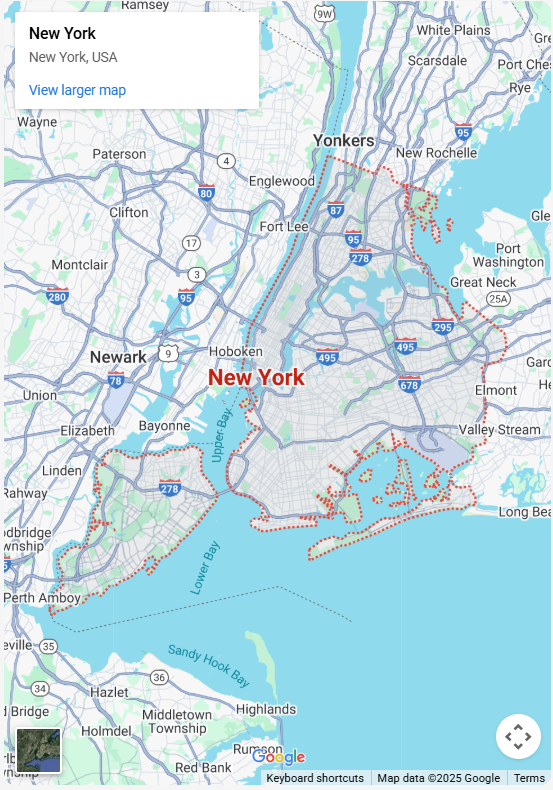 Ramsey
9W
New York
New York, USA
View larger map
White Plains
Scarsdale
Port Ches
Rye
Wayne
Yonkers
95
New Rochelle
Paterson
4
Englewood
80
87
Clifton
Fort Lee
Gle
17
95
Port
Washington
278
Montclair
3
Great Neck
280
95
25A
295
Hoboken
9
495
495
Gard
Newark
New York
78
678
Elmont
He
Union
Upper Bay
Bayonne
Elizabeth
Valley Stream
Linden
278
Rahway
Long Bea
odbridge
wnship
5
Lower Bay
Perth Amboy
eville
35
Sandy Hook Bay
36
34
Hazlet
d Bridge
Highlands
Middletown
Township
Holmdel
Rumson
Google
Red Bank
wnship
Keyboard shortcuts
Map data ©2025 Google
Terms